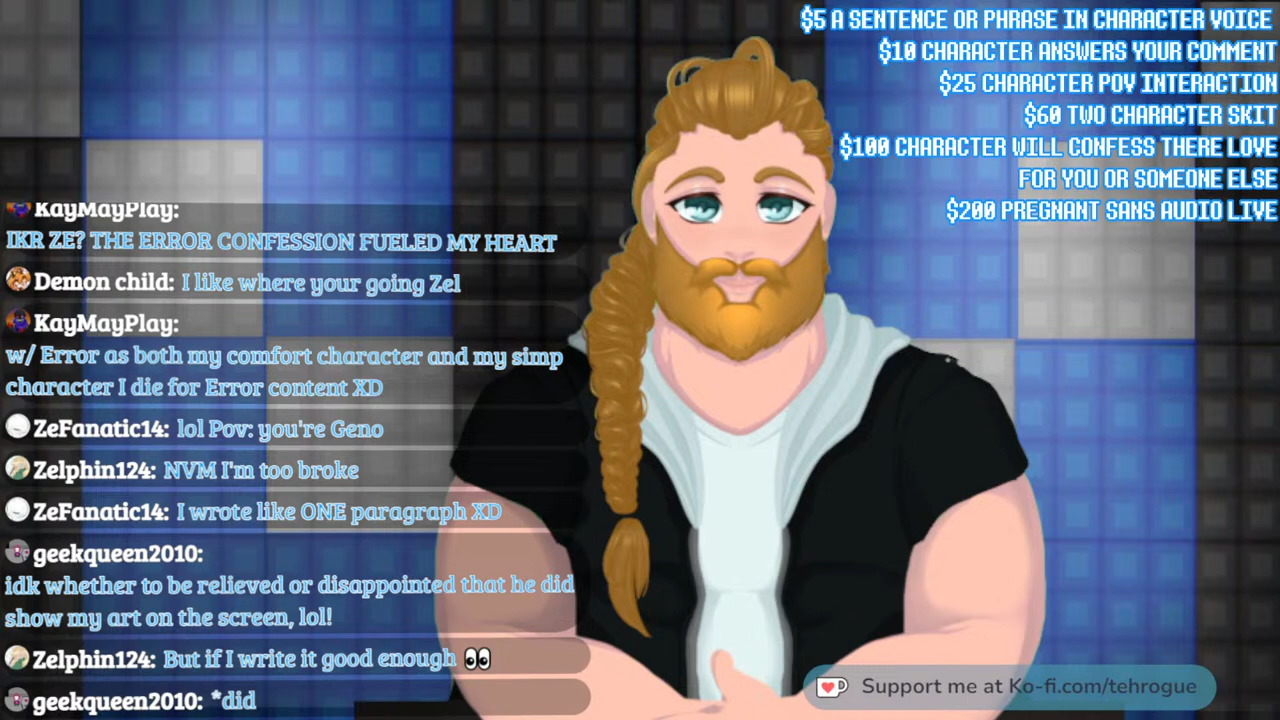 $5 A SENTENCE OR PHRASE IN CHARACTER VOICE
$10 CHARACTER ANSWERS YOUR COMMENT
$25 CHARACTER POV INTERACTION
$60 TWO CHARACTER SKIT
$100 CHARACTER WILL CONFESS THERE LOVE
FOR YOU OR SOMEONE ELSE
$200 PREGNANT SANS AUDIO LIVE
KayMayPlay:
IKR ZE? THE ERROR CONFESSION FUELED MY HEART
Demon child: I like where your going Zel
KayMayPlay:
w/ Error as both my comfort character and my simp
character I die for Error content XD
ZeFanatic14: lol Pov: you're Geno
Zelphin124: NVM I'm too broke
ZeFanatic14: I wrote like ONE paragraph XD
geekqueen2010:
idk whether to be relieved or disappointed that he did
show my art on the screen, lol!
Zelphin124: But if I write it good enough 👀
geekqueen2010: *did
Support me at Ko-fi.com/tehrogue